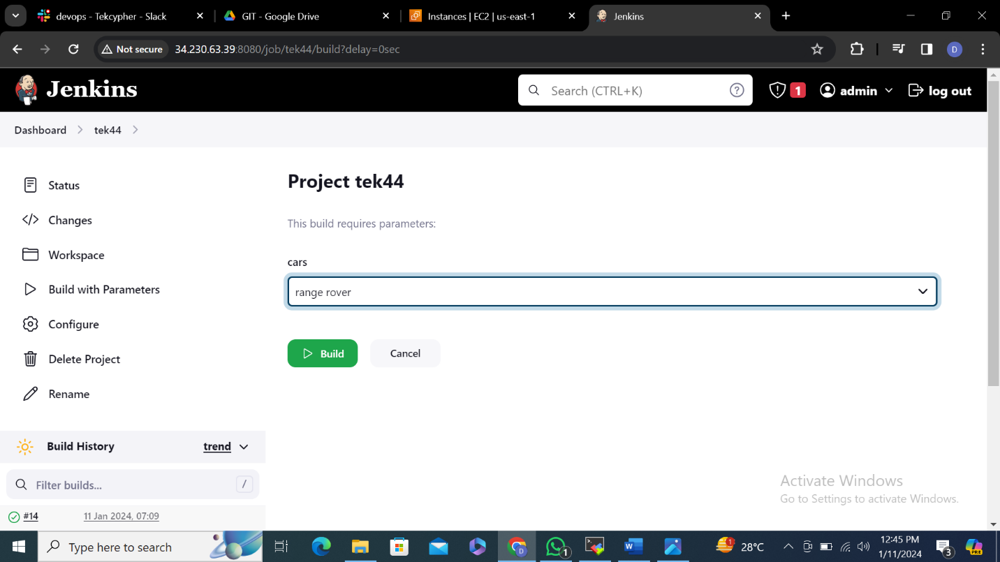 devops - Tekcypher - Slack
GIT - Google Drive
Instances | EC2 | us-east-1
Jenkins
Not secure 34.230.63.39:8080/job/tek44/build?delay=0sec
D
Jenkins
Search (CTRL+K) ?
1
admin
log out
Dashboard > tek44 >
Status
Changes
Workspace
Build with Parameters
Configure
Delete Project
Rename
Project tek44
This build requires parameters:
cars
range rover
Build
Cancel
Build History trend
Filter builds... /
#14 11 Jan 2024, 07:09
Activate Windows
Go to Settings to activate Windows.
Type here to search
D
W
1
1
28°C
12:45 PM
1/11/2024
3
PRE